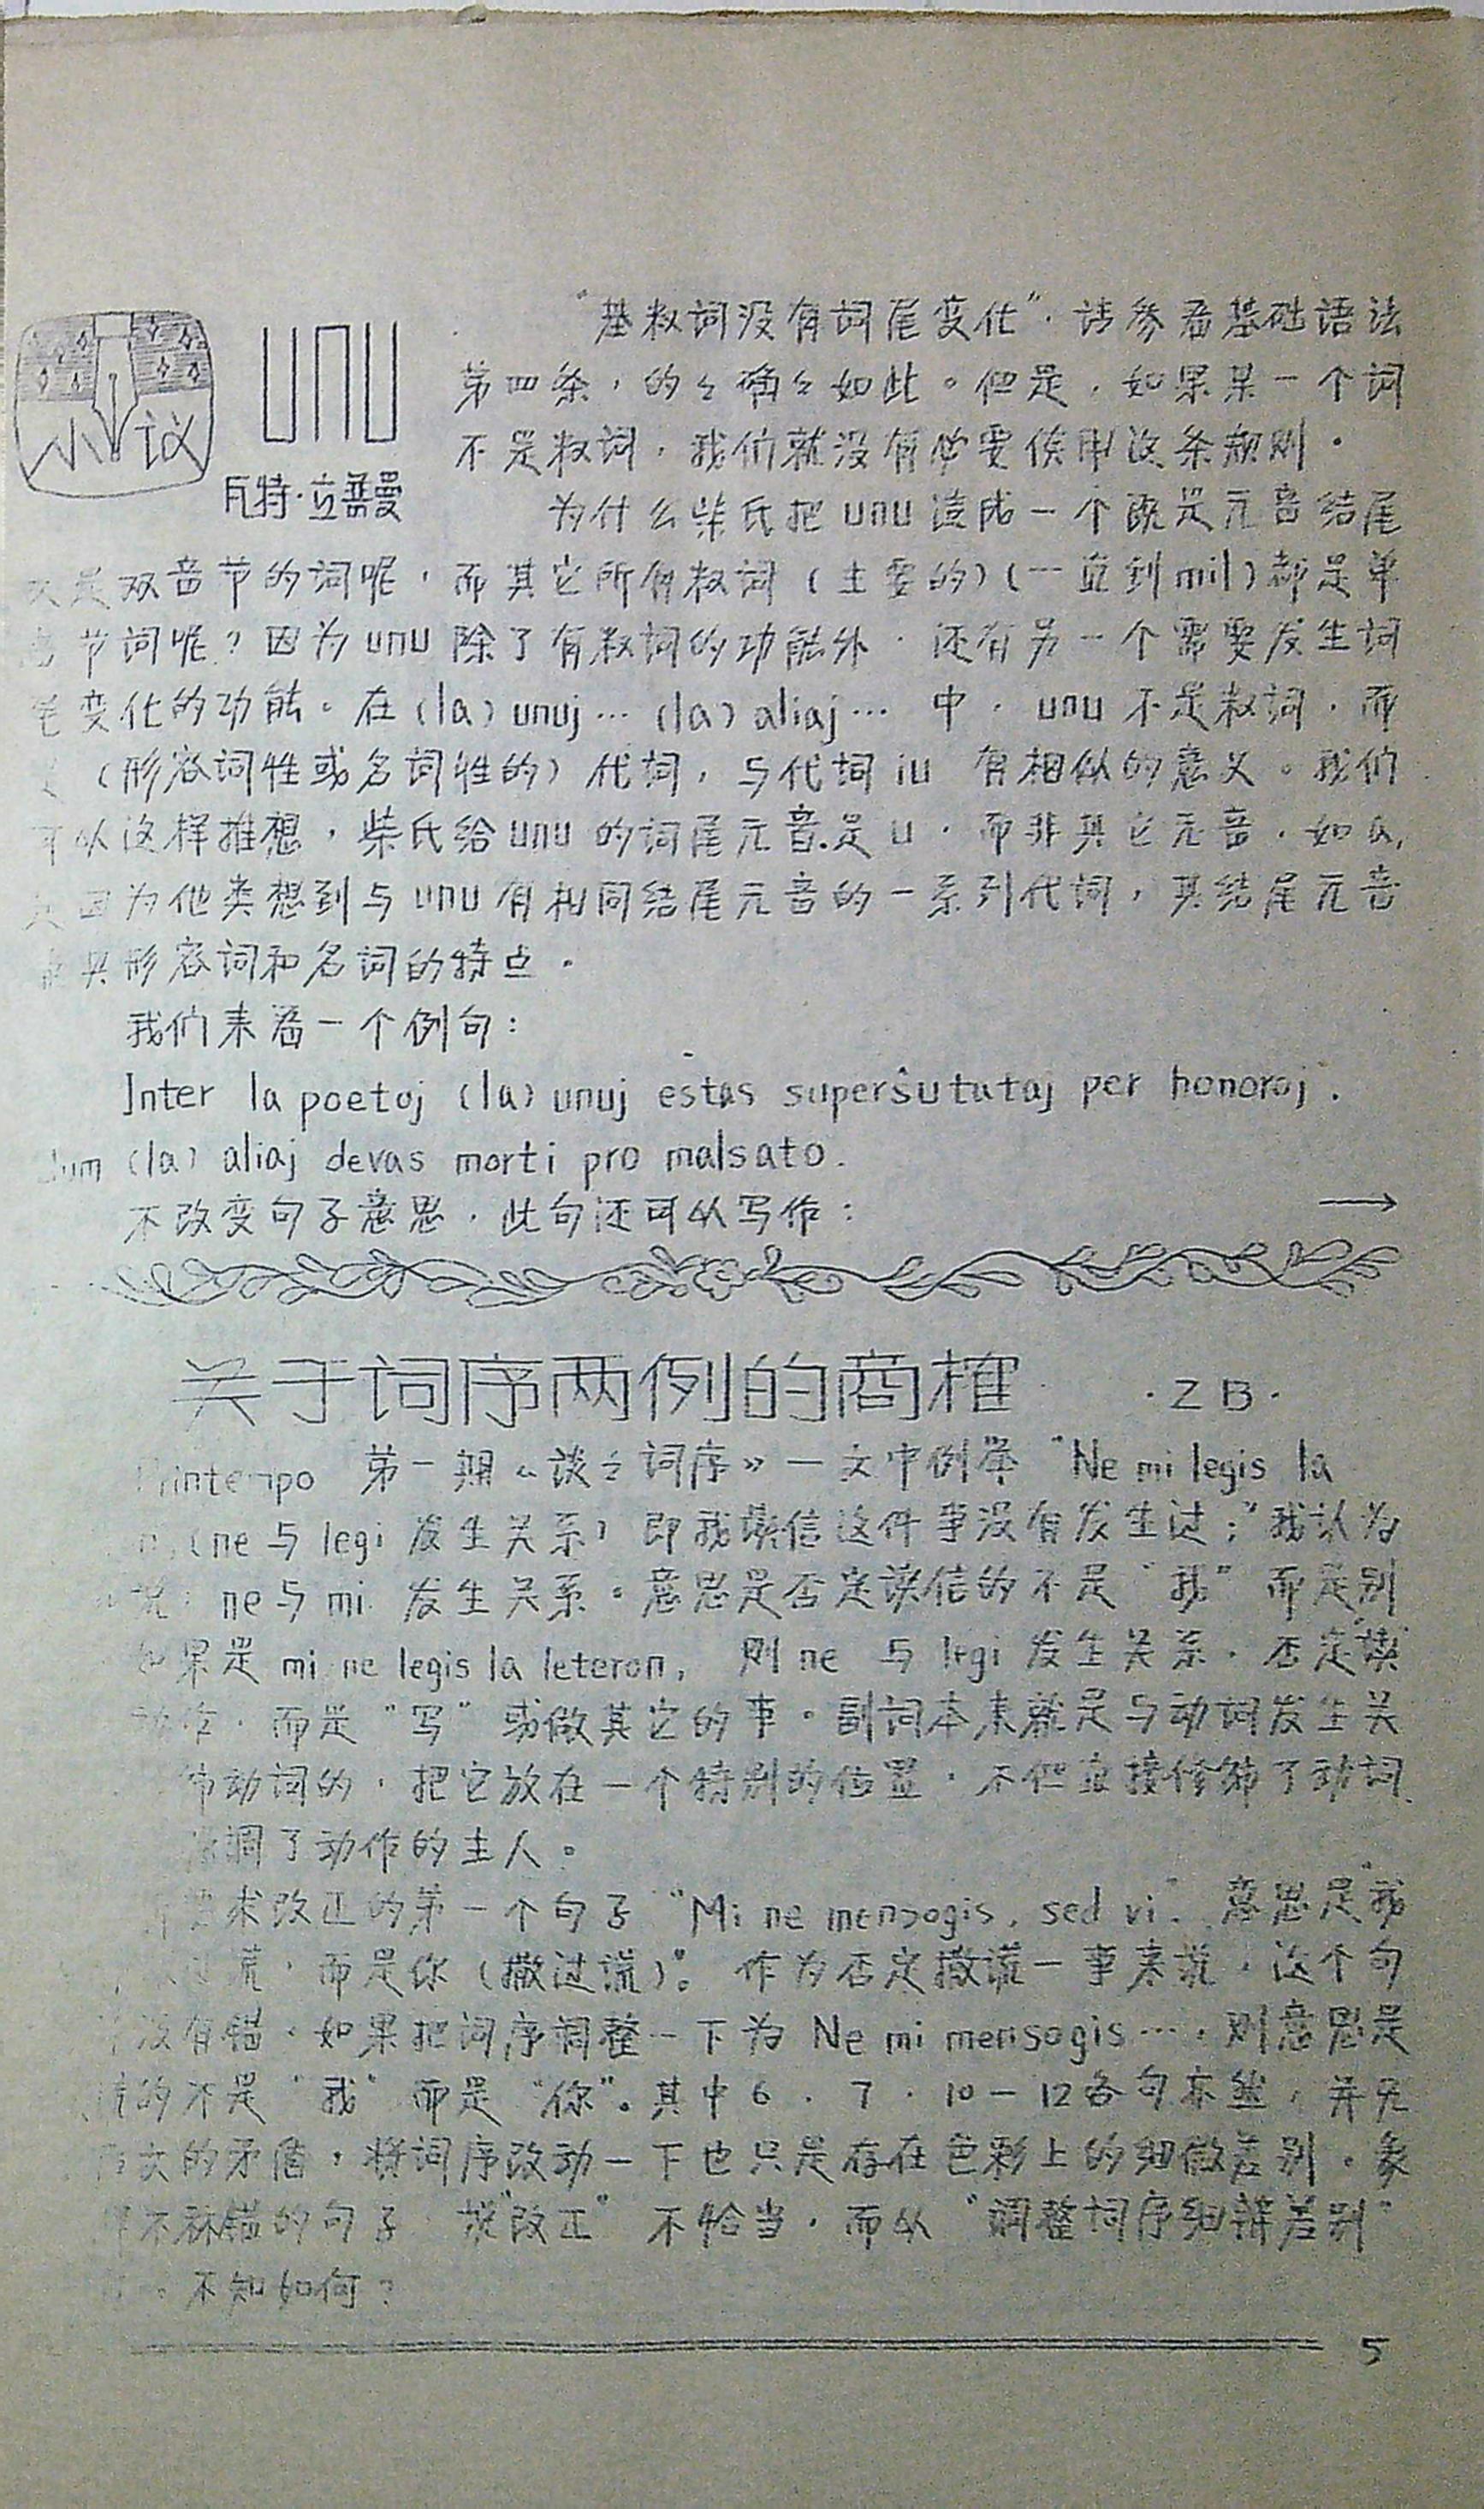 小议
unu
瓦特·立普曼
“基数词没有词尾变化”，请参看基础语法
第四条，的的确确如此。但是，如果某一个词
不是数词，我们就没有必要使用这条规则。
为什么柴氏把 unu 造成一个既是元音结尾
又是双音节的词呢，而其它所有数词（主要的）（一直到mil）都是单
音节词呢？因为 unu 除了有数词的功能外，还有另一个需要发生词
尾变化的功能。在（la）unuj…（la）aliaj… 中，unu 不是数词，而
（形容词性或名词性的）代词，与代词 iu 有相似的意义。我们
可以这样推想，柴氏给 unu 的词尾元音是 u，而非其它元音，如 a，
是因为他类想到与 unu 有相同结尾元音的一系列代词，其结尾元音
兼具形容词和名词的特点。
我们来看一个例句：
Inter la poetoj (la) unuj estas superŝutataj per honoroj,
dum (la) aliaj devas morti pro malsato.
不改变句子意思，此句还可以写作： →
关于词序两例的商榷 ·ZB·
Printempo 第一期《谈谈词序》一文中例举“Ne mi legis la
（ne 与 legi 发生关系）即我读信这件事没有发生过；”我认为
说：ne 与 mi 发生关系。意思是否定读信的不是“我”而是别
如果是 mi ne legis la leteron，则 ne 与 legi 发生关系，否定“读”
动作，而是“写”或做其它的事。副词本来就是与动词发生关
饰动词的，把它放在一个特别的位置，不但直接修饰了动词，
强调了动作的主人。
求改正的第一个句子“Mi ne mensogis, sed vi”，意思是“我
谎，而是你（撒过谎）”。作为否定撒谎一事来说，这个句
没有错。如果把词序调整一下为 Ne mi mensogis…，则意思是
的不是“我”而是“你”。其中 6、7、10—12各句亦然，并无
的矛盾，将词序改动一下也只是存在色彩上的细微差别。象
不算错的句子，谈“改正”不恰当，而以“调整词序细辨差别”
不知如何？
5